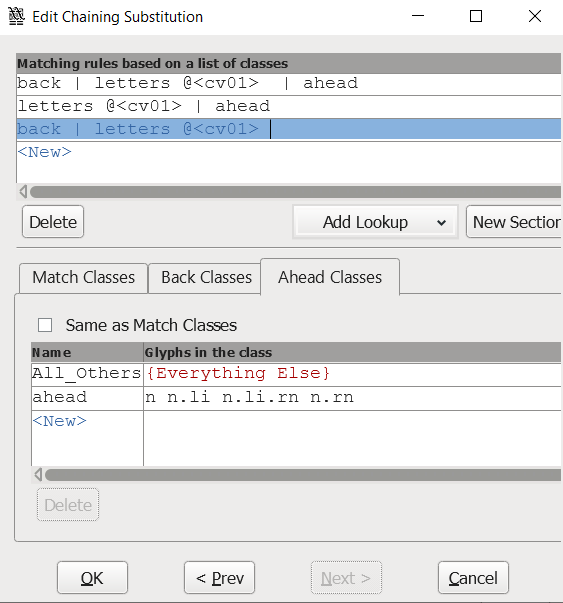 Edit Chaining Substitution
Matching rules based on a list of classes
back | letters @<cv01> | ahead
letters @<cv01> | ahead
back | letters @<cv01> |
<New>
Delete Add Lookup New Section
Match Classes Back Classes Ahead Classes
Same as Match Classes
Name Glyphs in the class
All_Others {Everything Else}
ahead n n.li n.li.rn n.rn
<New>
Delete
OK < Prev Next > Cancel